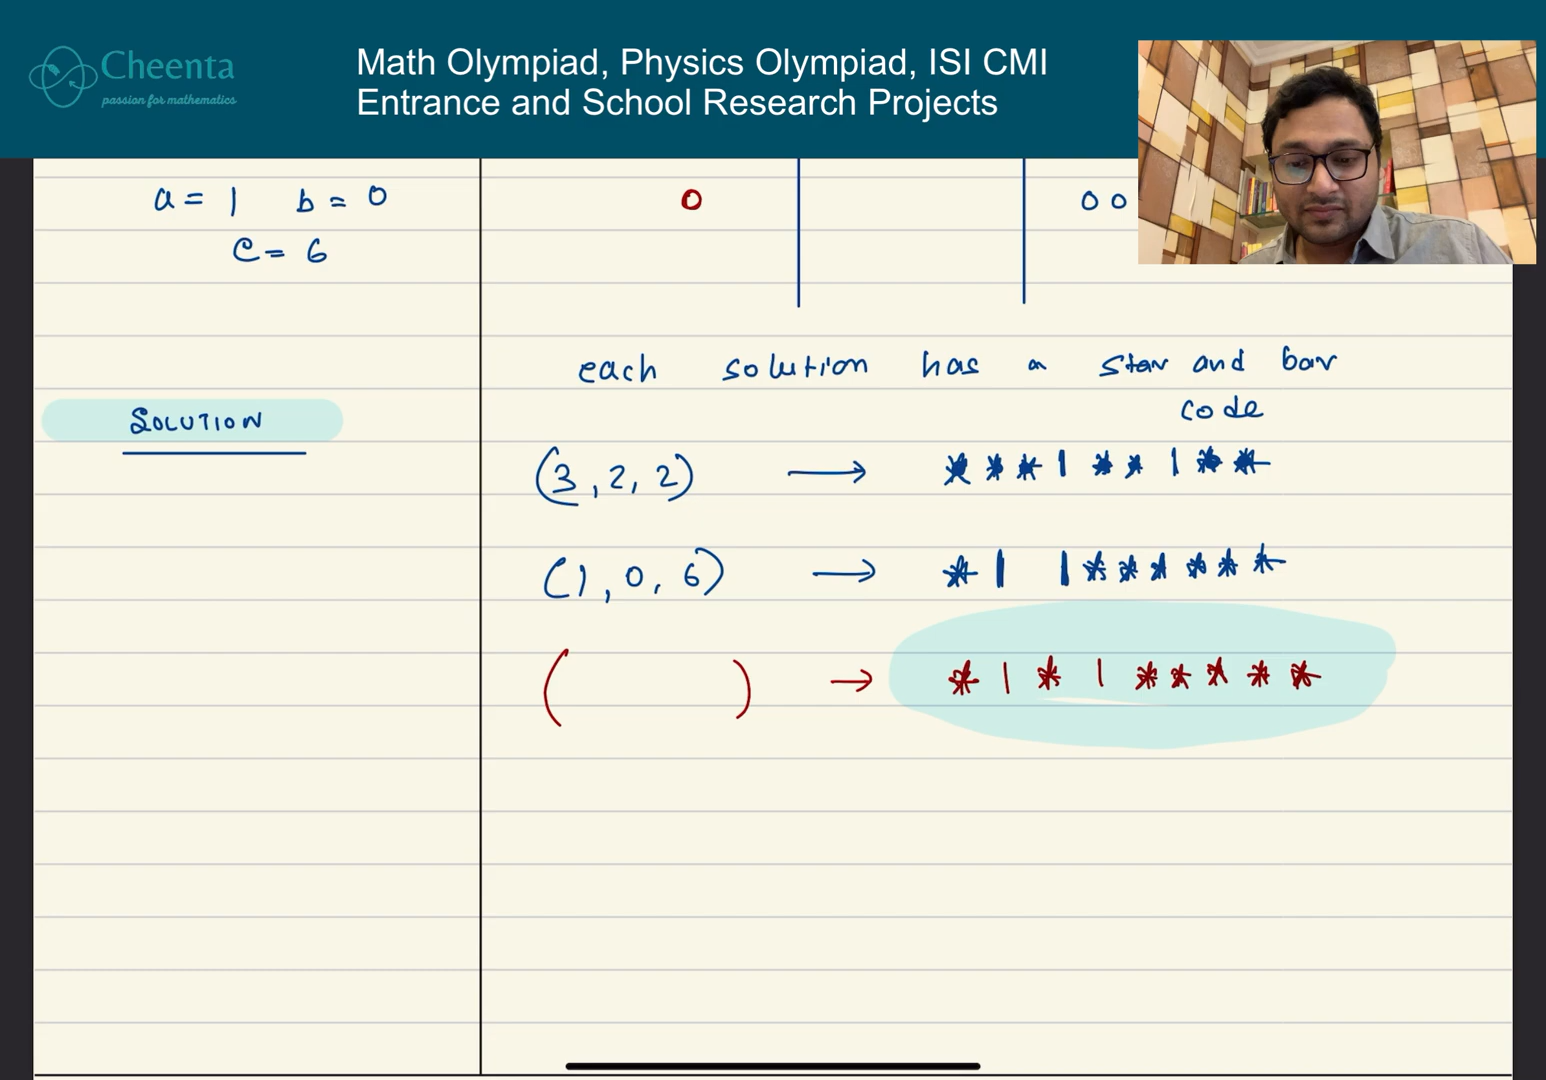 Cheenta
passion for mathematics
Math Olympiad, Physics Olympiad, ISI CMI
Entrance and School Research Projects
a = 1 b = 0
c = 6
0
0 0
each solution has a star and bar
code
SOLUTION
(3, 2, 2) → * * * | * * | * *
(1, 0, 6) → * | | * * * * * *
( ) → * | * | * * * * *